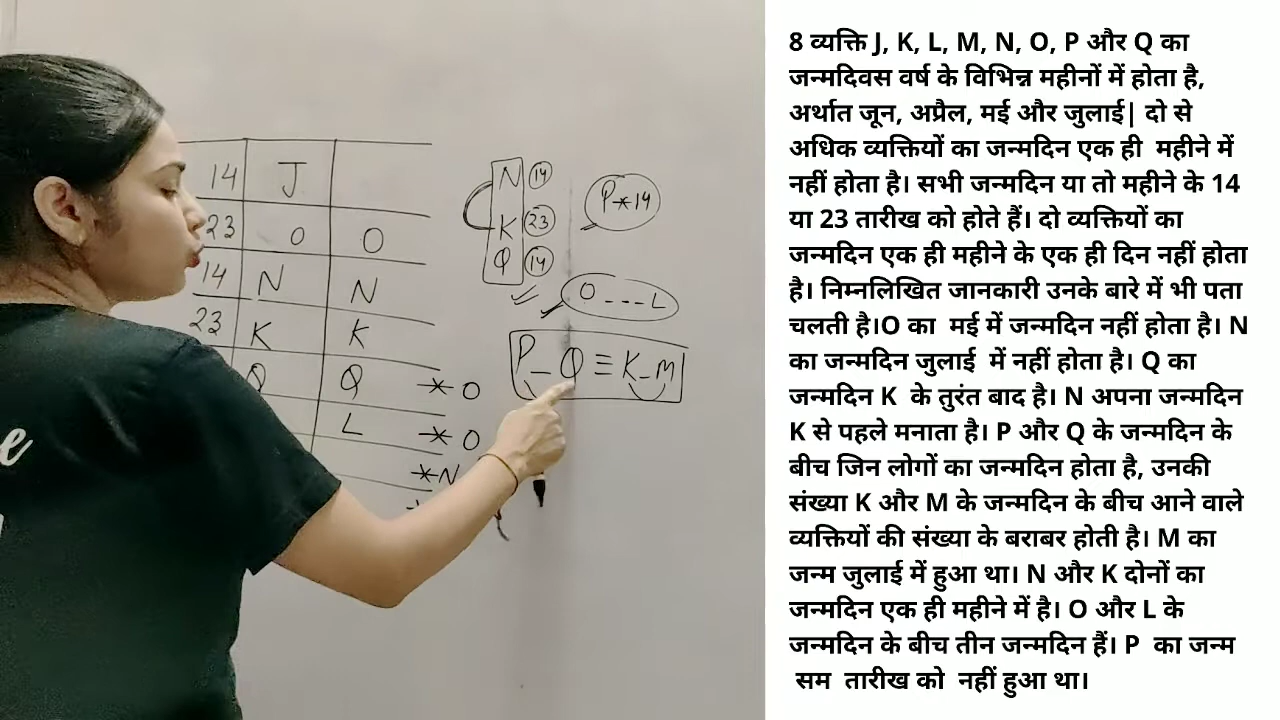 8 व्यक्ति J, K, L, M, N, O, P और Q का
जन्मदिवस वर्ष के विभिन्न महीनों में होता है,
अर्थात जून, अप्रैल, मई और जुलाई| दो से
अधिक व्यक्तियों का जन्मदिन एक ही महीने में
नहीं होता है। सभी जन्मदिन या तो महीने के 14
या 23 तारीख को होते हैं। दो व्यक्तियों का
जन्मदिन एक ही महीने के एक ही दिन नहीं होता
है। निम्नलिखित जानकारी उनके बारे में भी पता
चलती है।O का मई में जन्मदिन नहीं होता है। N
का जन्मदिन जुलाई में नहीं होता है। Q का
जन्मदिन K के तुरंत बाद है। N अपना जन्मदिन
K से पहले मनाता है। P और Q के जन्मदिन के
बीच जिन लोगों का जन्मदिन होता है, उनकी
संख्या K और M के जन्मदिन के बीच आने वाले
व्यक्तियों की संख्या के बराबर होती है। M का
जन्म जुलाई में हुआ था। N और K दोनों का
जन्मदिन एक ही महीने में है। O और L के
जन्मदिन के बीच तीन जन्मदिन हैं। P का जन्म
सम तारीख को नहीं हुआ था।
14 J
23 O O
14 N N
23 K K
Q Q * O
L * O
* N
N 14
K 23
Q 14
P * 14
O _ _ _ L
P _ Q ≡ K _ M